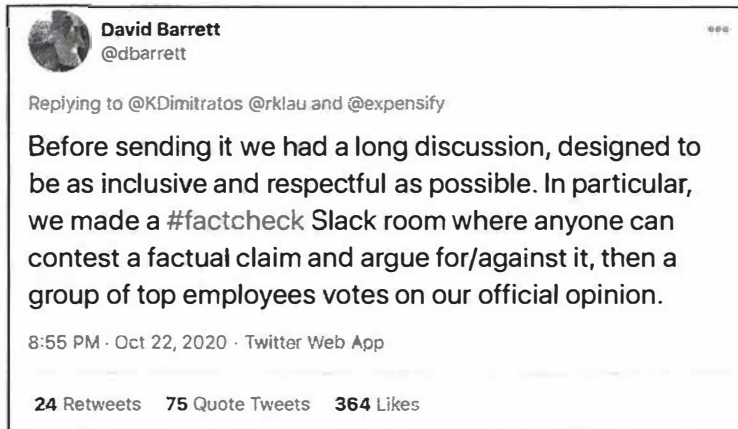 David Barrett
@dbarrett
Replying to @KDimitratos @rklau and @expensify
Before sending it we had a long discussion, designed to
be as inclusive and respectful as possible. In particular,
we made a #factcheck Slack room where anyone can
contest a factual claim and argue for/against it, then a
group of top employees votes on our official opinion.
8:55 PM · Oct 22, 2020 · Twitter Web App
24 Retweets 75 Quote Tweets 364 Likes